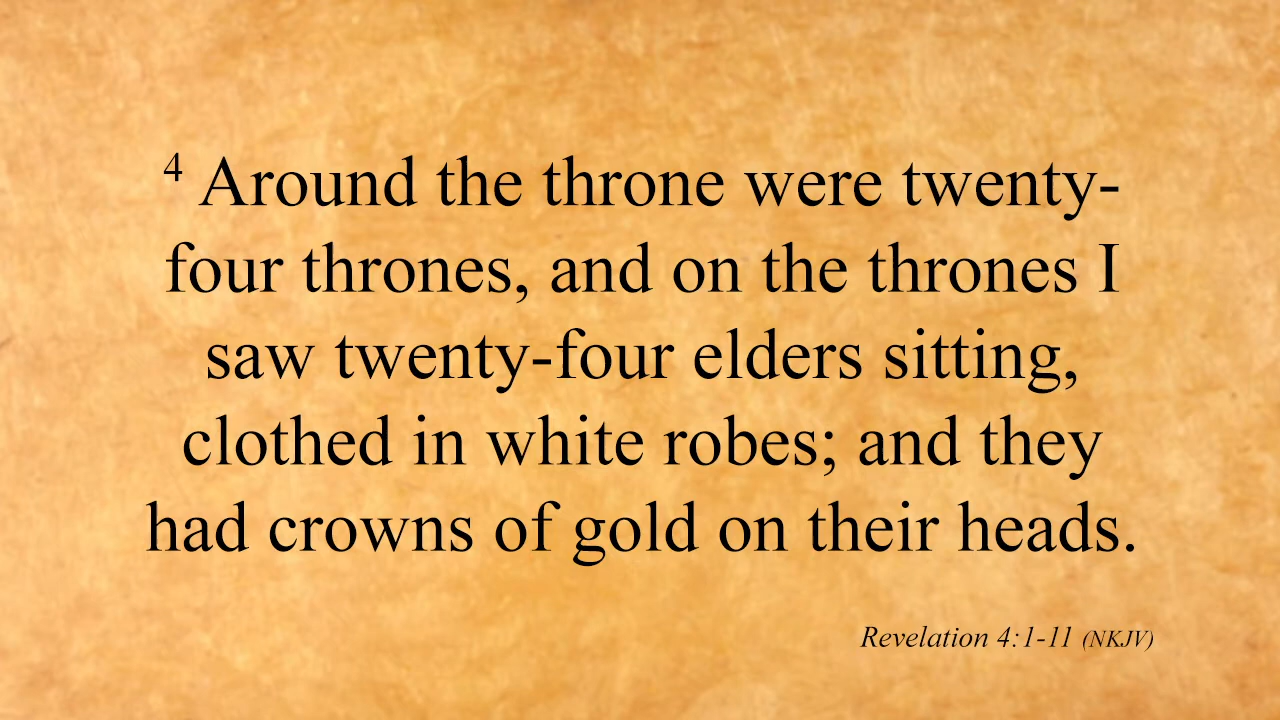 4 Around the throne were twenty-
four thrones, and on the thrones I
saw twenty-four elders sitting,
clothed in white robes; and they
had crowns of gold on their heads.
Revelation 4:1-11 (NKJV)